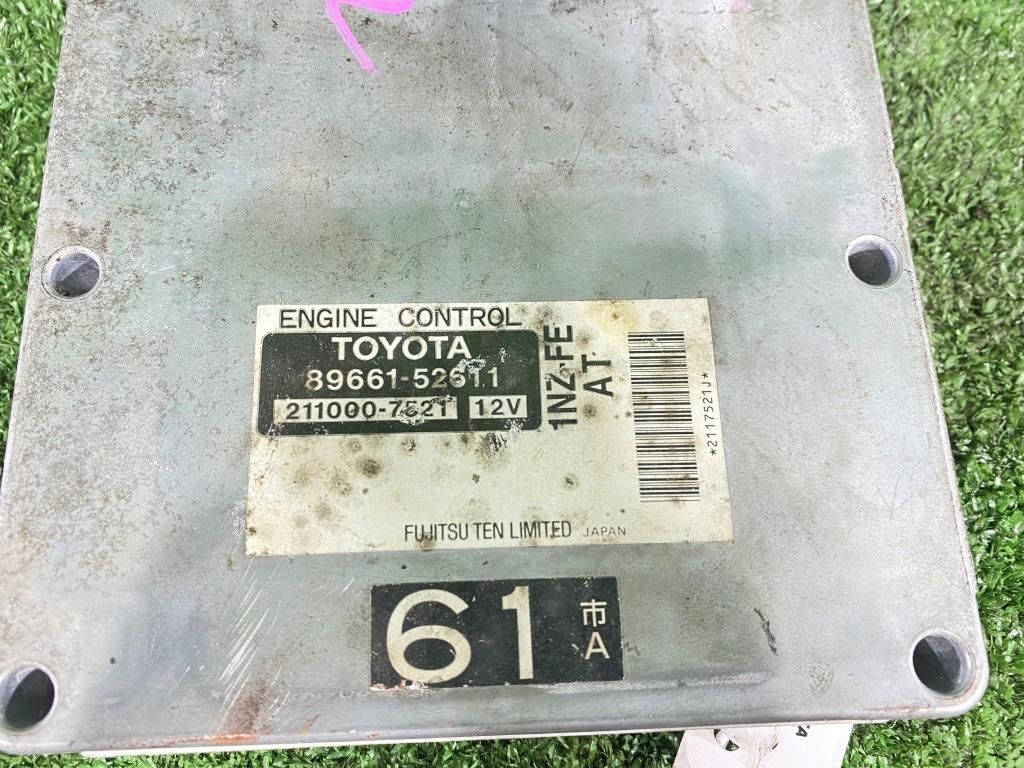 ENGINE CONTROL
TOYOTA
89661-52611
211000-7521 12V
1NZ-FE
AT
*2117521J*
FUJITSU TEN LIMITED JAPAN
61 市
A